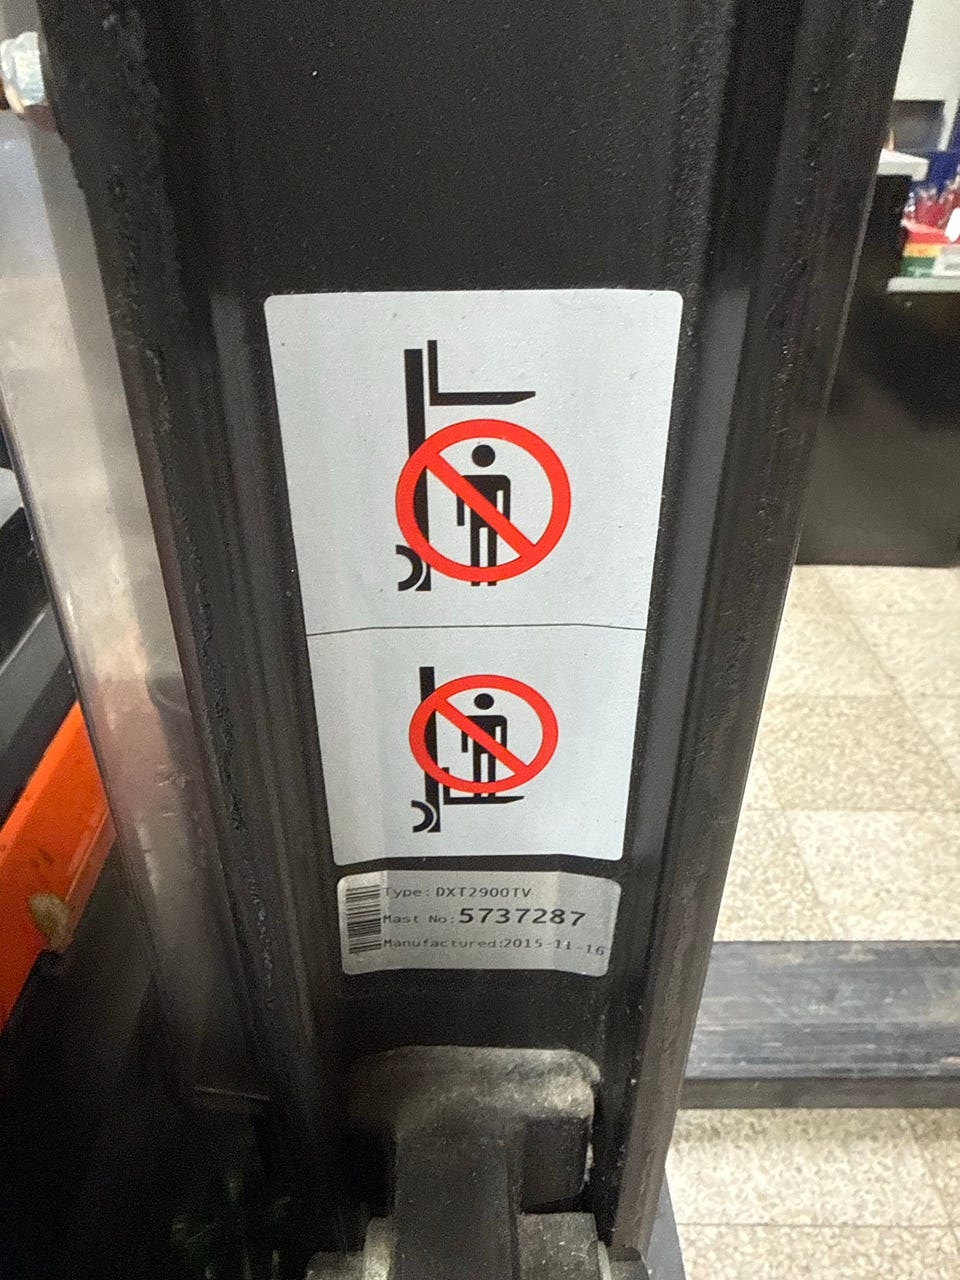 Type: DXT2900TV
Mast No: 5737287
Manufactured:2015-11-16